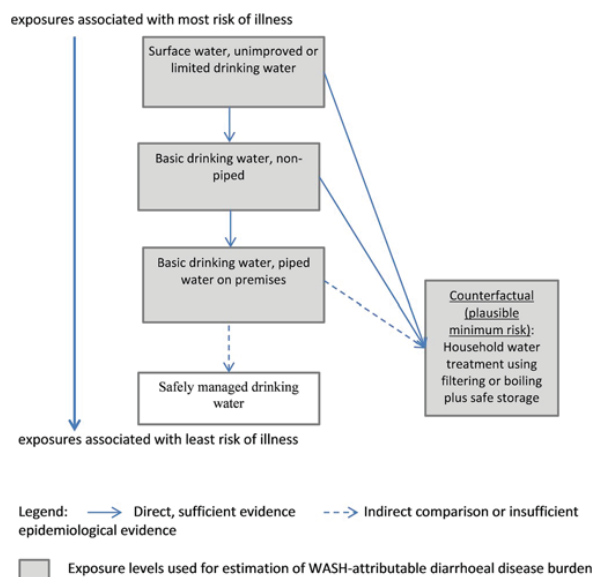 exposures associated with most risk of illness
Surface water, unimproved or
limited drinking water
Basic drinking water, non-
piped
Basic drinking water, piped
water on premises
Counterfactual
(plausible
minimum risk):
Household water
treatment using
filtering or boiling
plus safe storage
Safely managed drinking
water
exposures associated with least risk of illness
Legend: Direct, sufficient evidence Indirect comparison or insufficient
epidemiological evidence
Exposure levels used for estimation of WASH-attributable diarrhoeal disease burden